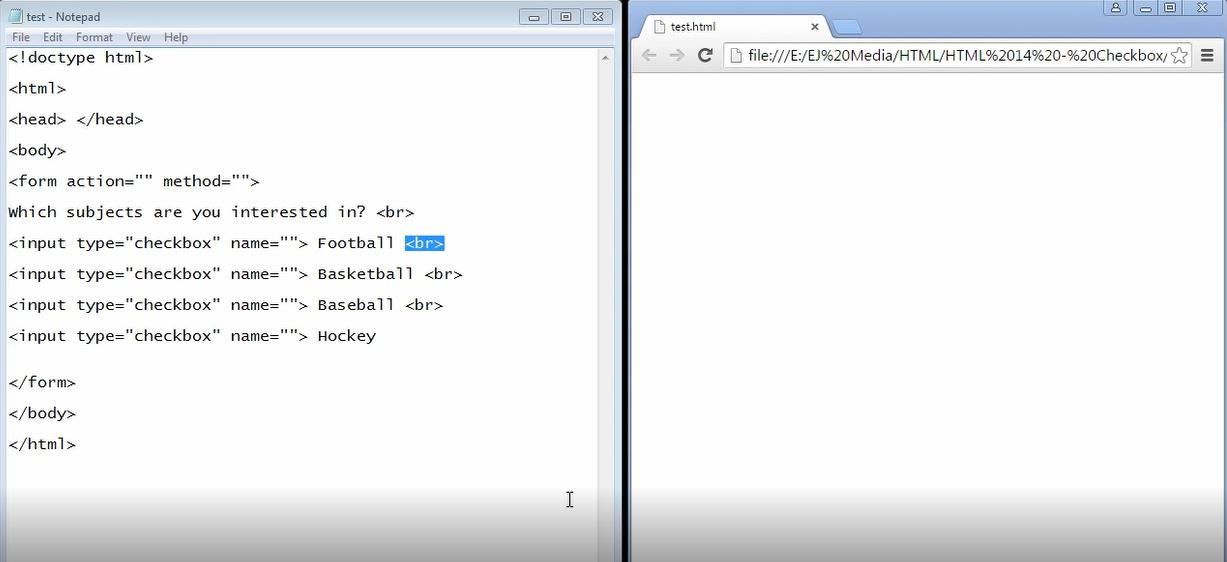 test - Notepad
File Edit Format View Help
<!doctype html>
<html>
<head> </head>
<body>
<form action="" method="">
Which subjects are you interested in? <br>
<input type="checkbox" name=""> Football <br>
<input type="checkbox" name=""> Basketball <br>
<input type="checkbox" name=""> Baseball <br>
<input type="checkbox" name=""> Hockey
</form>
</body>
</html>
test.html
file:///E:/EJ%20Media/HTML/HTML%2014%20-%20Checkbox/